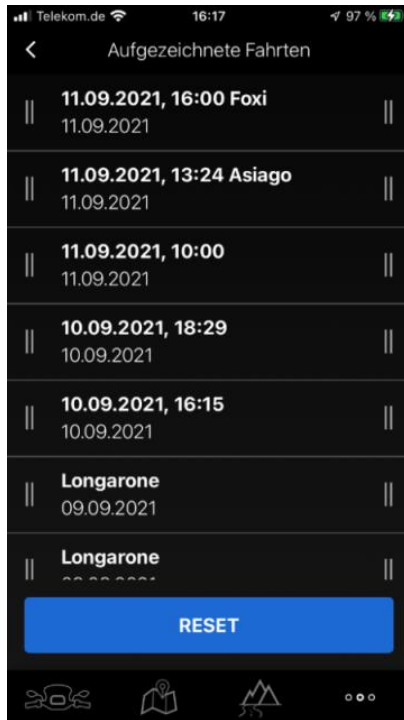 Telekom.de 16:17 97 %
Aufgezeichnete Fahrten
11.09.2021, 16:00 Foxi
11.09.2021
11.09.2021, 13:24 Asiago
11.09.2021
11.09.2021, 10:00
11.09.2021
10.09.2021, 18:29
10.09.2021
10.09.2021, 16:15
10.09.2021
Longarone
09.09.2021
Longarone
RESET